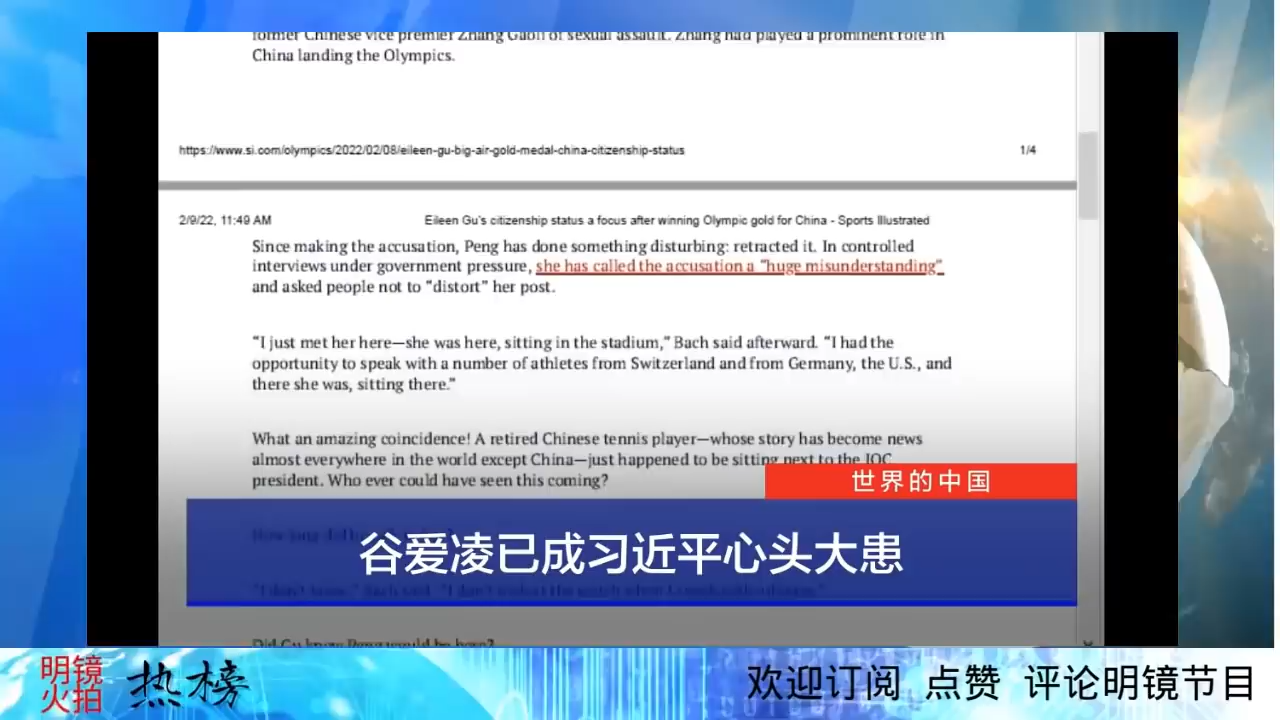 former Chinese vice premier Zhang Gaoli of sexual assault. Zhang had played a prominent role in
China landing the Olympics.
https://www.si.com/olympics/2022/02/08/eileen-gu-big-air-gold-medal-china-citizenship-status 1/4
2/9/22, 11:49 AM Eileen Gu's citizenship status a focus after winning Olympic gold for China - Sports Illustrated
Since making the accusation, Peng has done something disturbing: retracted it. In controlled
interviews under government pressure, she has called the accusation a "huge misunderstanding"
and asked people not to “distort” her post.
“I just met her here—she was here, sitting in the stadium,” Bach said afterward. “I had the
opportunity to speak with a number of athletes from Switzerland and from Germany, the U.S., and
there she was, sitting there.”
What an amazing coincidence! A retired Chinese tennis player—whose story has become news
almost everywhere in the world except China—just happened to be sitting next to the IOC
president. Who ever could have seen this coming?
世界的中国
谷爱凌已成习近平心头大患
Did Gu know Peng would be here?
明镜
火拍
热榜
欢迎订阅 点赞 评论明镜节目